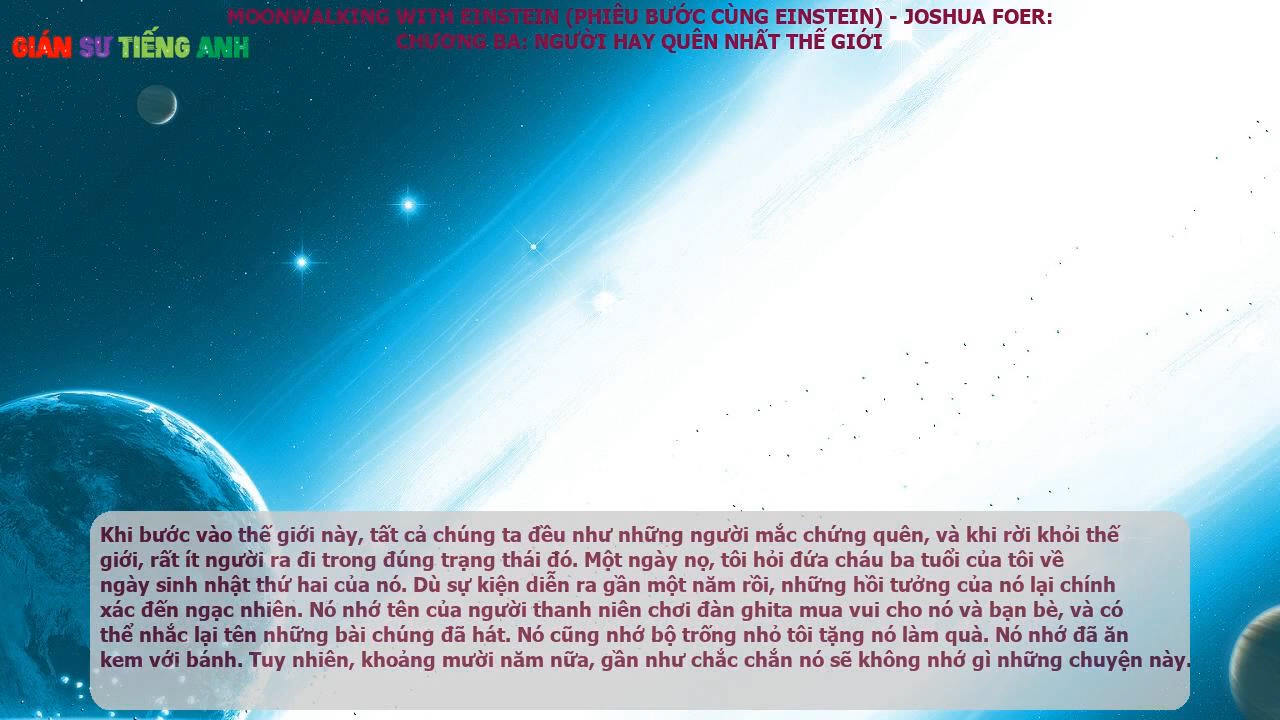 MOONWALKING WITH EINSTEIN (PHIÊU BƯỚC CÙNG EINSTEIN) - JOSHUA FOER:
CHƯƠNG BA: NGƯỜI HAY QUÊN NHẤT THẾ GIỚI
GIÁN SƯ TIẾNG ANH
Khi bước vào thế giới này, tất cả chúng ta đều như những người mắc chứng quên, và khi rời khỏi thế
giới, rất ít người ra đi trong đúng trạng thái đó. Một ngày nọ, tôi hỏi đứa cháu ba tuổi của tôi về
ngày sinh nhật thứ hai của nó. Dù sự kiện diễn ra gần một năm rồi, những hồi tưởng của nó lại chính
xác đến ngạc nhiên. Nó nhớ tên của người thanh niên chơi đàn ghita mua vui cho nó và bạn bè, và có
thể nhắc lại tên những bài chúng đã hát. Nó cũng nhớ bộ trống nhỏ tôi tặng nó làm quà. Nó nhớ đã ăn
kem với bánh. Tuy nhiên, khoảng mười năm nữa, gần như chắc chắn nó sẽ không nhớ gì những chuyện này.